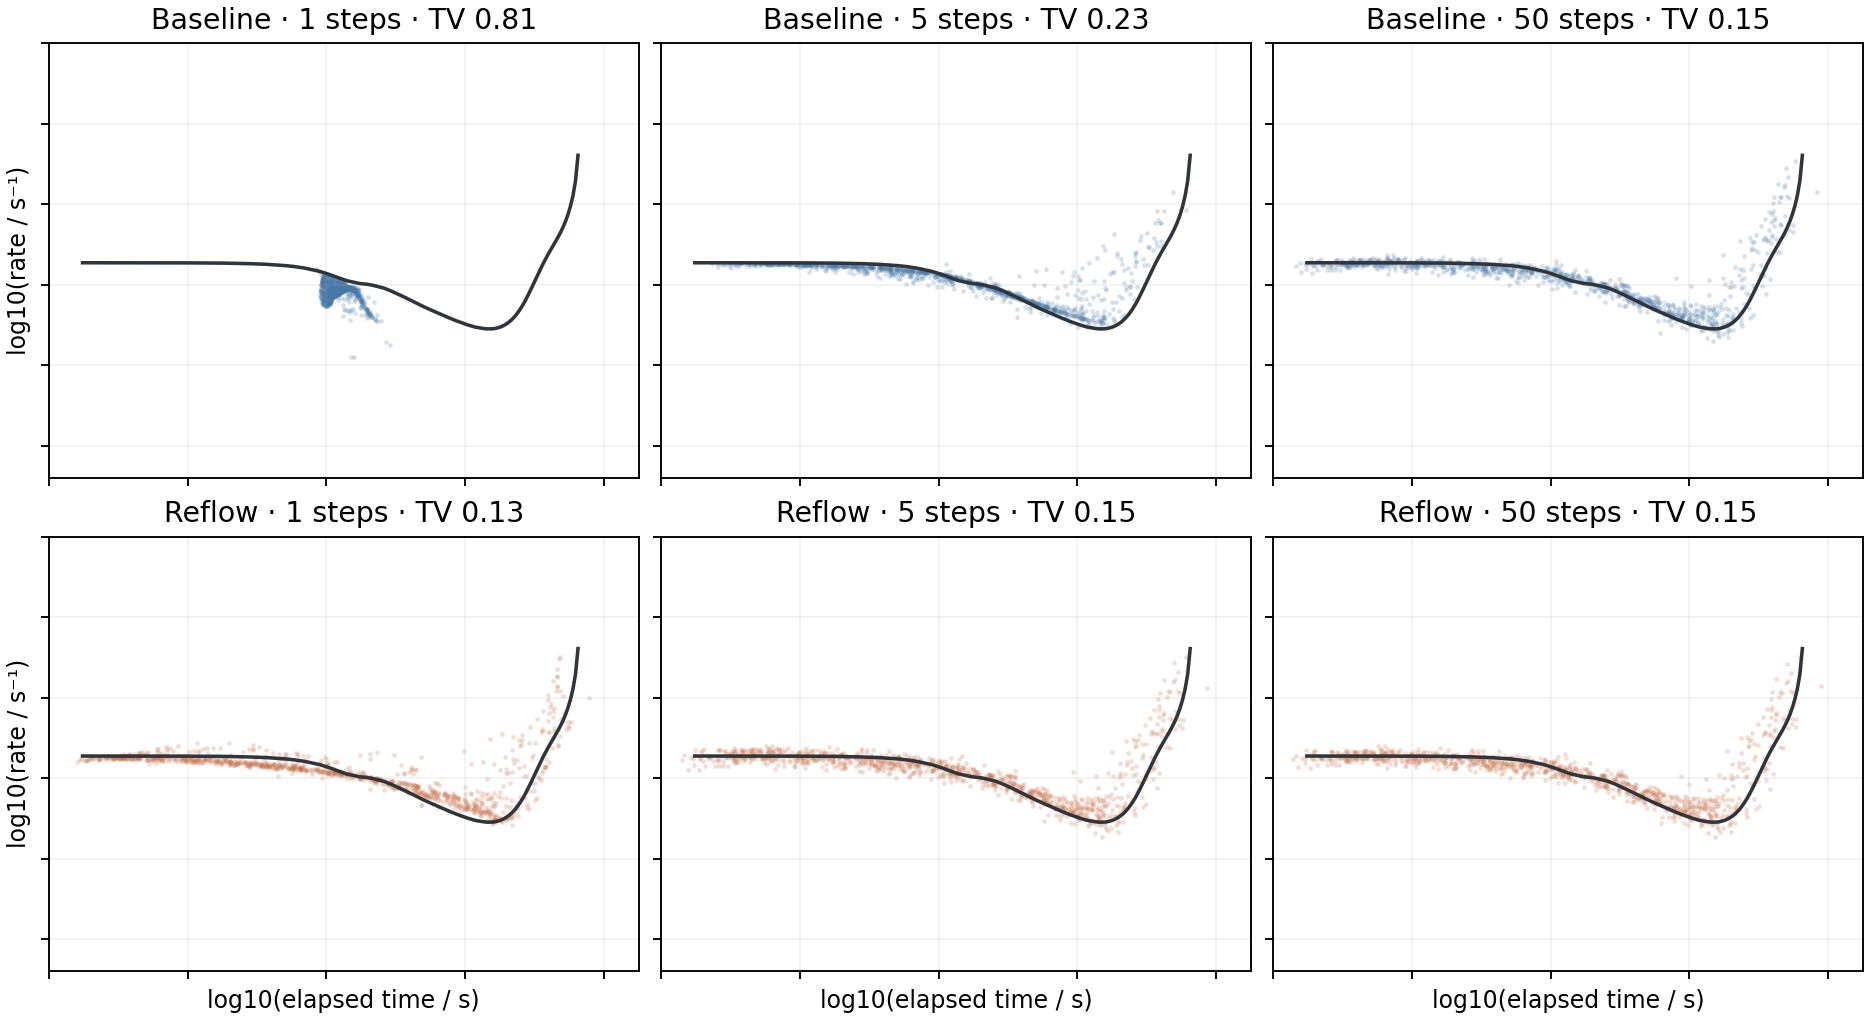 Baseline · 1 steps · TV 0.81
Baseline · 5 steps · TV 0.23
Baseline · 50 steps · TV 0.15
log10(rate / s⁻¹)
Reflow · 1 steps · TV 0.13
Reflow · 5 steps · TV 0.15
Reflow · 50 steps · TV 0.15
log10(rate / s⁻¹)
log10(elapsed time / s)
log10(elapsed time / s)
log10(elapsed time / s)